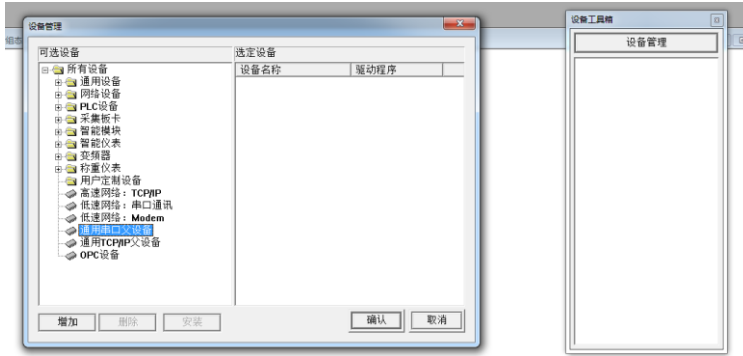 设备管理
设备工具箱
设备管理
可选设备
选定设备
设备名称
驱动程序
所有设备
通用设备
网络设备
PLC设备
采集板卡
智能模块
智能仪表
变频器
称重仪表
用户定制设备
高速网络：TCP/IP
低速网络：串口通讯
低速网络：Modem
通用串口父设备
通用TCP/IP父设备
OPC设备
增加
删除
安装
确认
取消